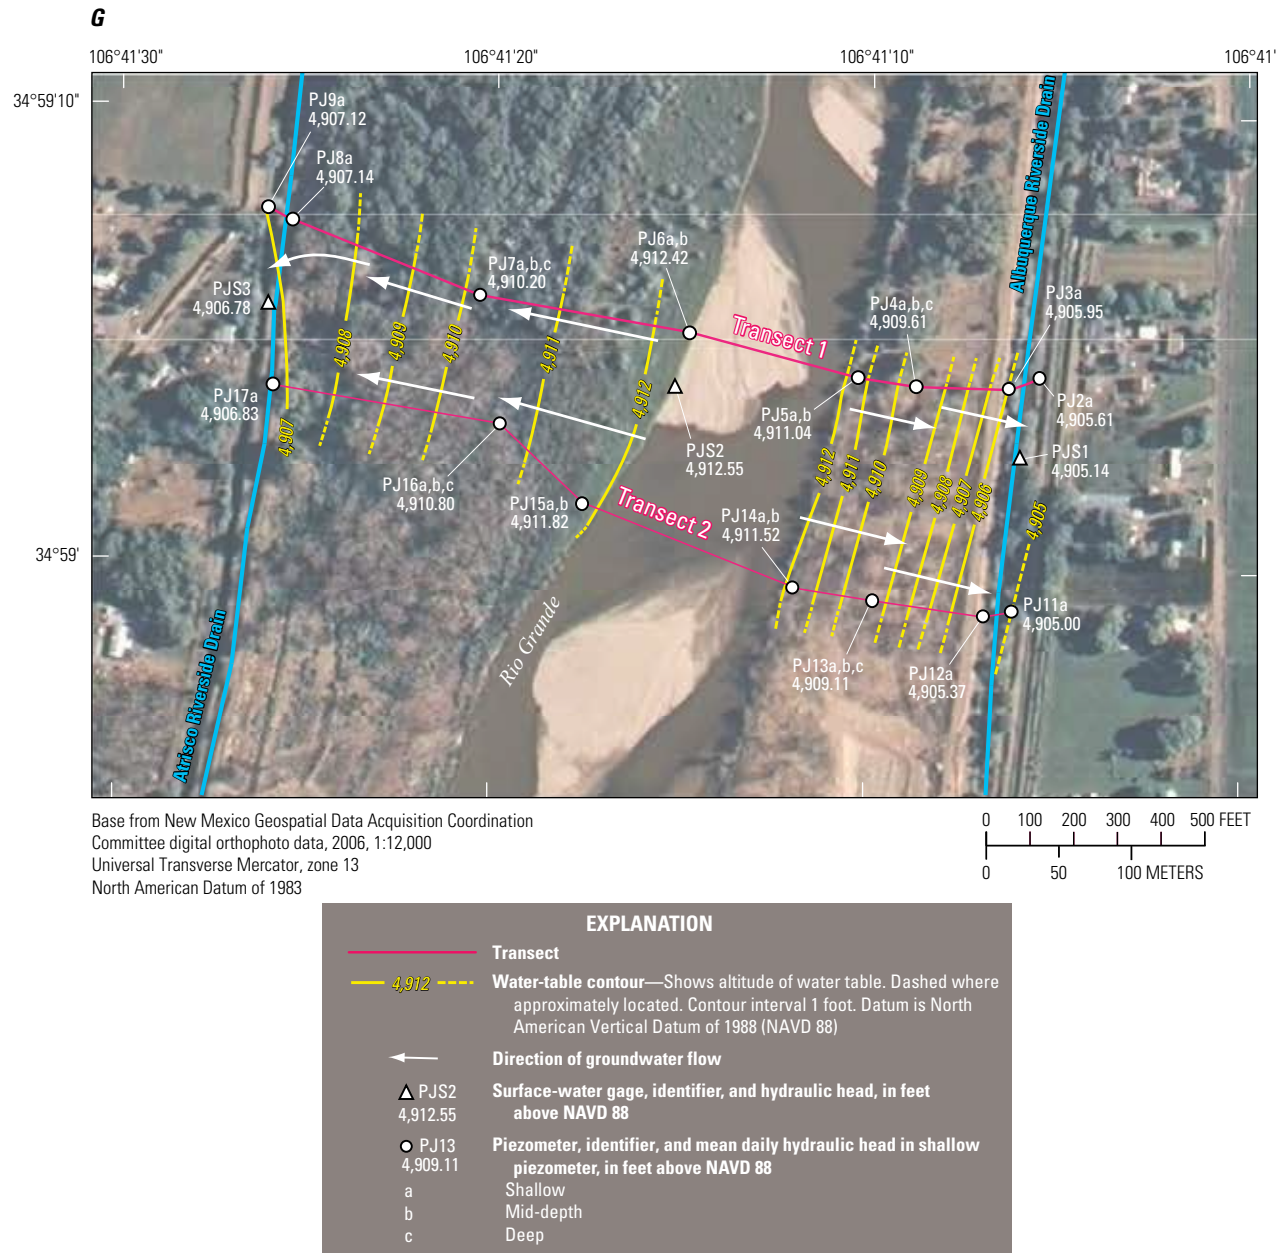 G
106°41'30"
106°41'20"
106°41'10"
106°41'
34°59'10"
34°59'
PJ9a
4,907.12
PJ8a
4,907.14
PJS3
4,906.78
PJ17a
4,906.83
PJ7a,b,c
4,910.20
PJ6a,b
4,912.42
Transect 1
PJ4a,b,c
4,909.61
PJ3a
4,905.95
PJ2a
4,905.61
PJ5a,b
4,911.04
PJS2
4,912.55
PJS1
4,905.14
PJ16a,b,c
4,910.80
PJ15a,b
4,911.82
Transect 2
PJ14a,b
4,911.52
PJ13a,b,c
4,909.11
PJ12a
4,905.37
PJ11a
4,905.00
4,907
4,908
4,909
4,910
4,911
4,912
4,912
4,911
4,910
4,909
4,908
4,907
4,906
4,905
Rio Grande
Atrisco Riverside Drain
Albuquerque Riverside Drain
Base from New Mexico Geospatial Data Acquisition Coordination
Committee digital orthophoto data, 2006, 1:12,000
Universal Transverse Mercator, zone 13
North American Datum of 1983
0 100 200 300 400 500 FEET
0 50 100 METERS
EXPLANATION
Transect
4,912 Water-table contour—Shows altitude of water table. Dashed where
approximately located. Contour interval 1 foot. Datum is North
American Vertical Datum of 1988 (NAVD 88)
Direction of groundwater flow
PJS2 Surface-water gage, identifier, and hydraulic head, in feet
4,912.55 above NAVD 88
PJ13 Piezometer, identifier, and mean daily hydraulic head in shallow
4,909.11 piezometer, in feet above NAVD 88
a Shallow
b Mid-depth
c Deep